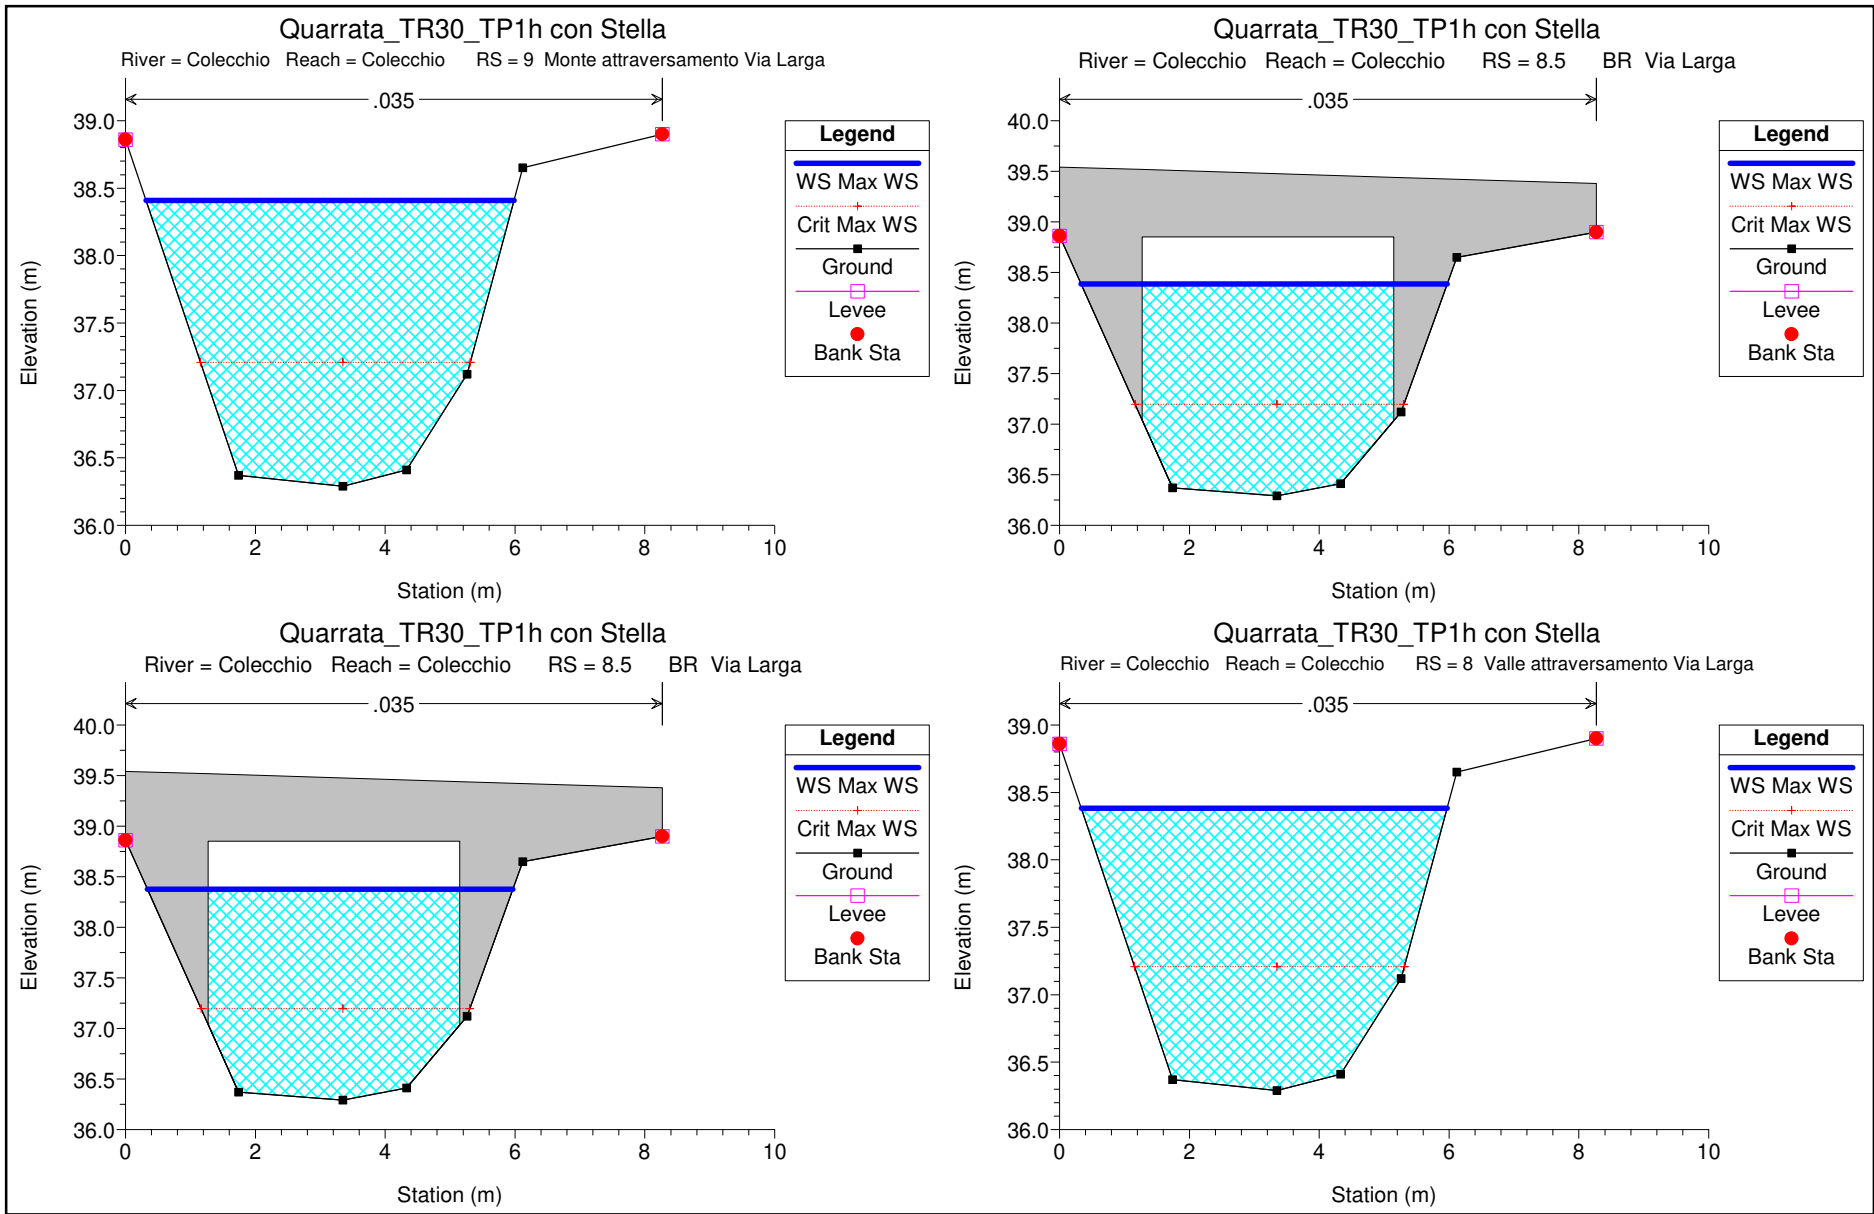 Quarrata_TR30_TP1h con Stella
River = Colecchio Reach = Colecchio RS = 9 Monte attraversamento Via Larga
.035
39.0
38.5
38.0
37.5
37.0
36.5
36.0
0 2 4 6 8 10
Station (m)
Elevation (m)
Legend
WS Max WS
Crit Max WS
Ground
Levee
Bank Sta
Quarrata_TR30_TP1h con Stella
River = Colecchio Reach = Colecchio RS = 8.5 BR Via Larga
.035
40.0
39.5
39.0
38.5
38.0
37.5
37.0
36.5
36.0
0 2 4 6 8 10
Station (m)
Elevation (m)
Legend
WS Max WS
Crit Max WS
Ground
Levee
Bank Sta
Quarrata_TR30_TP1h con Stella
River = Colecchio Reach = Colecchio RS = 8.5 BR Via Larga
.035
40.0
39.5
39.0
38.5
38.0
37.5
37.0
36.5
36.0
0 2 4 6 8 10
Station (m)
Elevation (m)
Legend
WS Max WS
Crit Max WS
Ground
Levee
Bank Sta
Quarrata_TR30_TP1h con Stella
River = Colecchio Reach = Colecchio RS = 8 Valle attraversamento Via Larga
.035
39.0
38.5
38.0
37.5
37.0
36.5
36.0
0 2 4 6 8 10
Station (m)
Elevation (m)
Legend
WS Max WS
Crit Max WS
Ground
Levee
Bank Sta